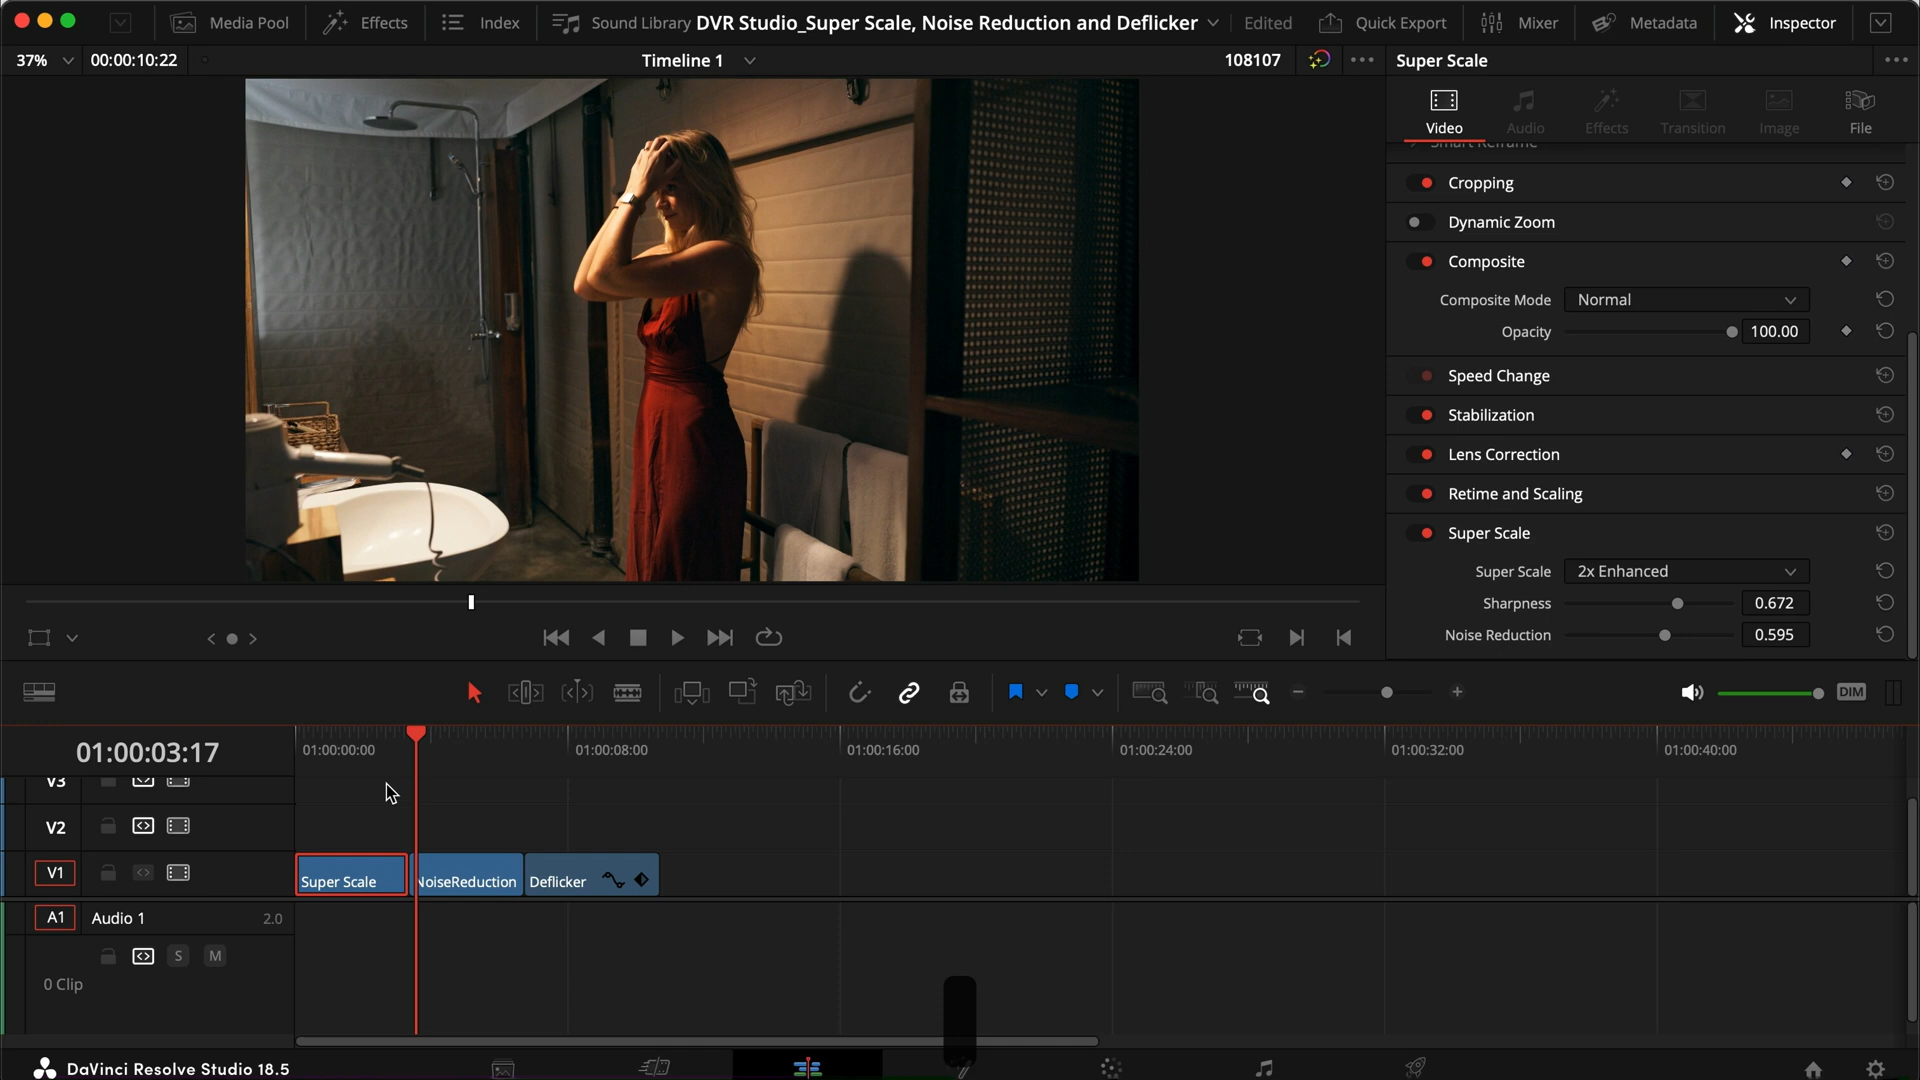 Media Pool
Effects
Index
Sound Library
DVR Studio_Super Scale, Noise Reduction and Deflicker
Edited
Quick Export
Mixer
Metadata
Inspector
37%
00:00:10:22
Timeline 1
108107
Super Scale
Video
Audio
Effects
Transition
Image
File
Smart Reframe
Cropping
Dynamic Zoom
Composite
Composite Mode
Normal
Opacity
100.00
Speed Change
Stabilization
Lens Correction
Retime and Scaling
Super Scale
Super Scale
2x Enhanced
Sharpness
0.672
Noise Reduction
0.595
DIM
01:00:03:17
01:00:00:00
01:00:08:00
01:00:16:00
01:00:24:00
01:00:32:00
01:00:40:00
V3
V2
V1
Super Scale
NoiseReduction
Deflicker
A1
Audio 1
2.0
S
M
0 Clip
DaVinci Resolve Studio 18.5